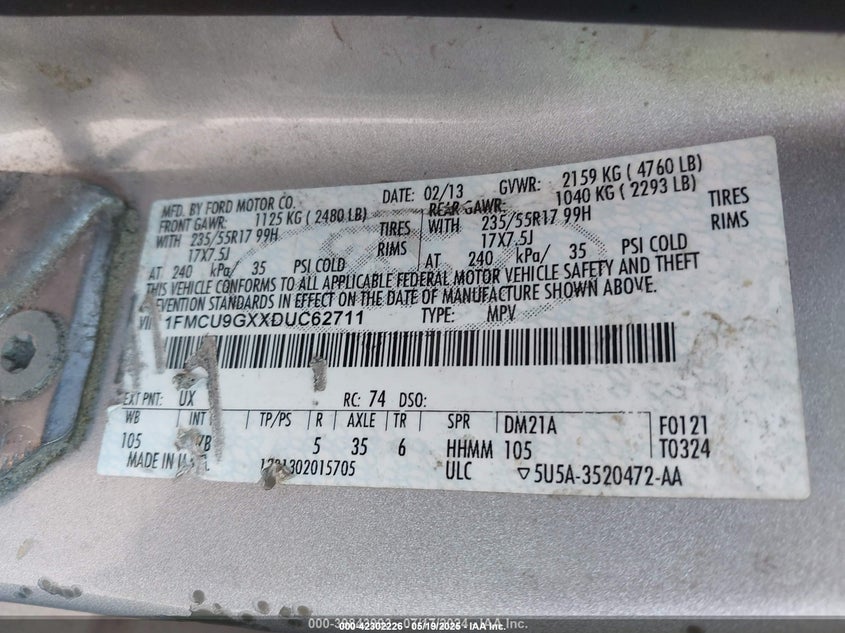 MFD. BY FORD MOTOR CO.
DATE: 02/13
GVWR: 2159 KG ( 4760 LB)
FRONT GAWR: 1125 KG ( 2480 LB)
REAR GAWR: 1040 KG ( 2293 LB)
WITH 235/55R17 99H TIRES
WITH 235/55R17 99H TIRES
17X7.5J RIMS
17X7.5J RIMS
AT 240 kPa/ 35 PSI COLD
AT 240 kPa/ 35 PSI COLD
THIS VEHICLE CONFORMS TO ALL APPLICABLE FEDERAL MOTOR VEHICLE SAFETY AND THEFT
STANDARDS IN EFFECT ON THE DATE OF MANUFACTURE SHOWN ABOVE.
1FMCU9GXXDUC62711
TYPE: MPV
EXT PNT: UX RC: 74 DSO:
WB INT TP/PS R AXLE TR SPR DM21A F0121
105 5 35 6 HHMM 105 T0324
MADE IN ULC 5U5A-3520472-AA
000-42302226 - 05/19/2025 - IAA Inc.